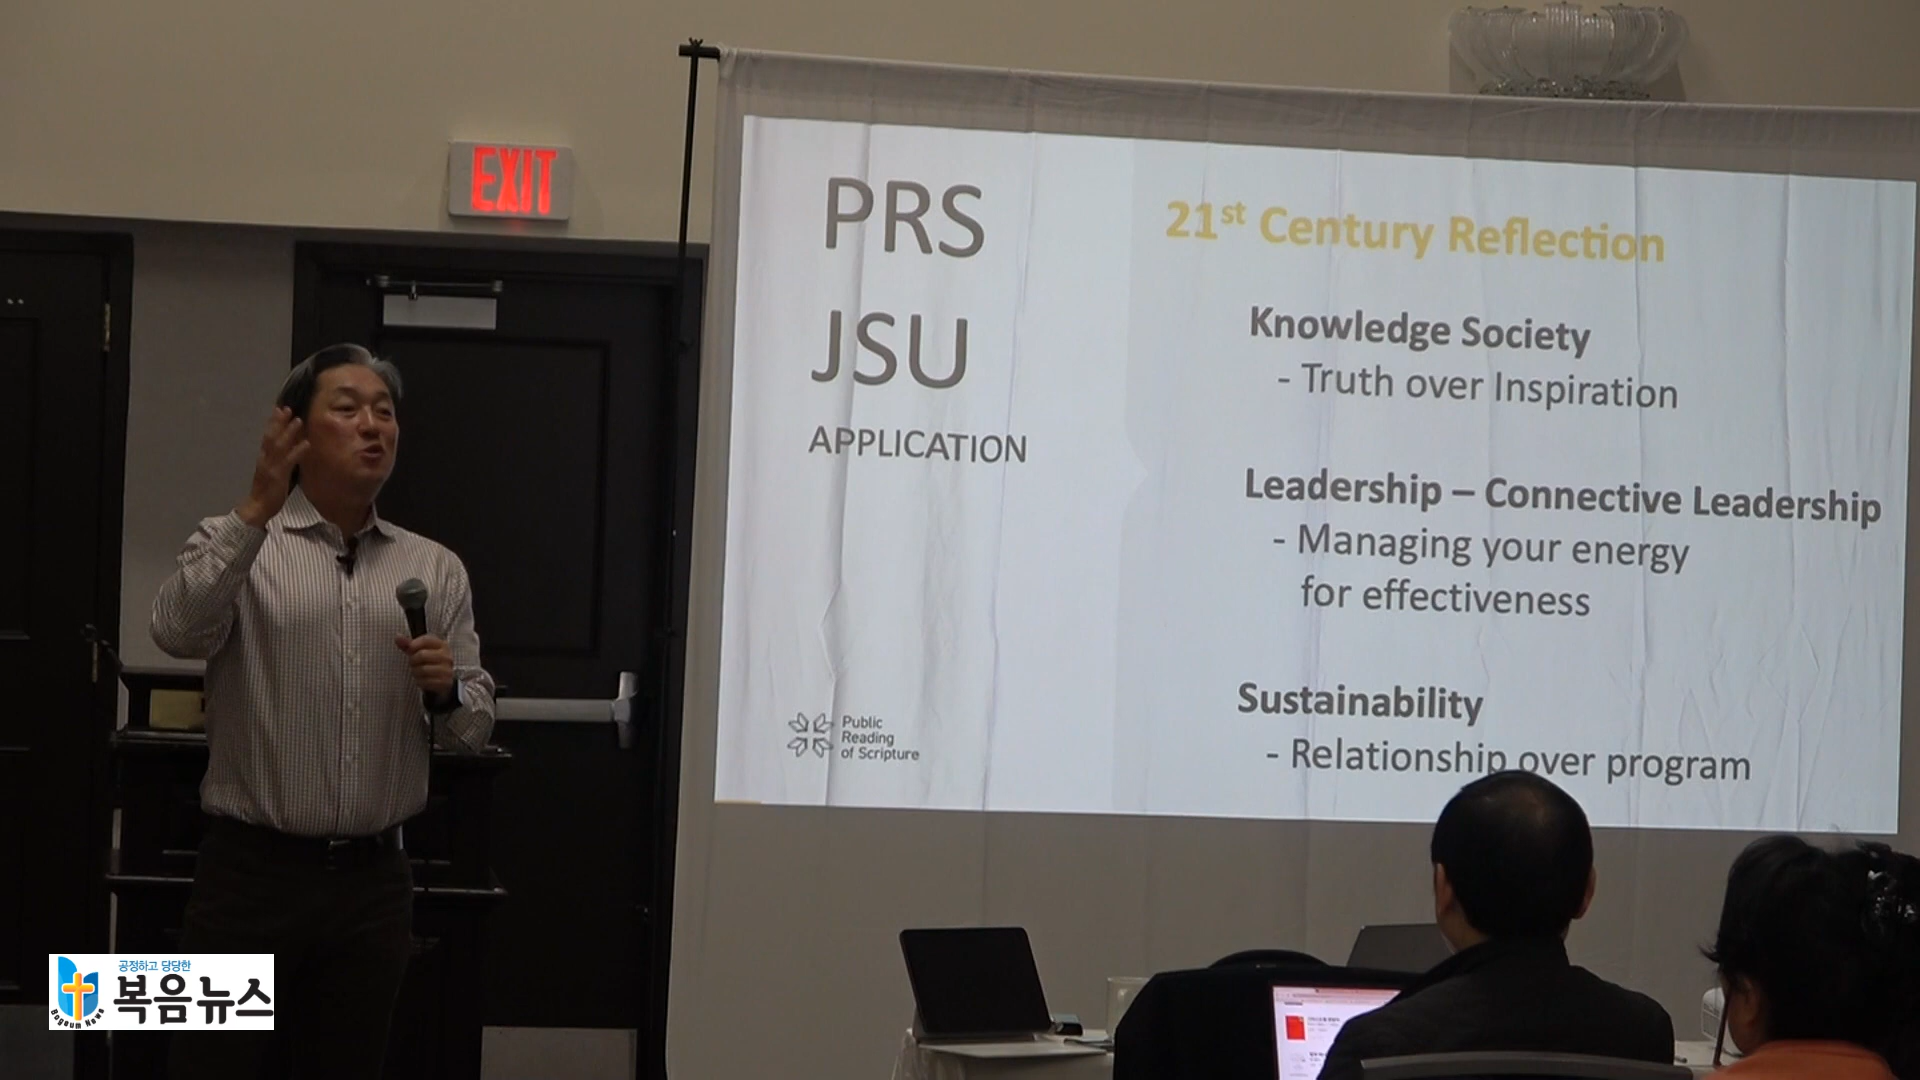 EXIT
PRS
JSU
APPLICATION
Public
Reading
of Scripture
21st Century Reflection
Knowledge Society
- Truth over Inspiration
Leadership – Connective Leadership
- Managing your energy
for effectiveness
Sustainability
- Relationship over program
공정하고 당당한
복음뉴스
Bogeum News